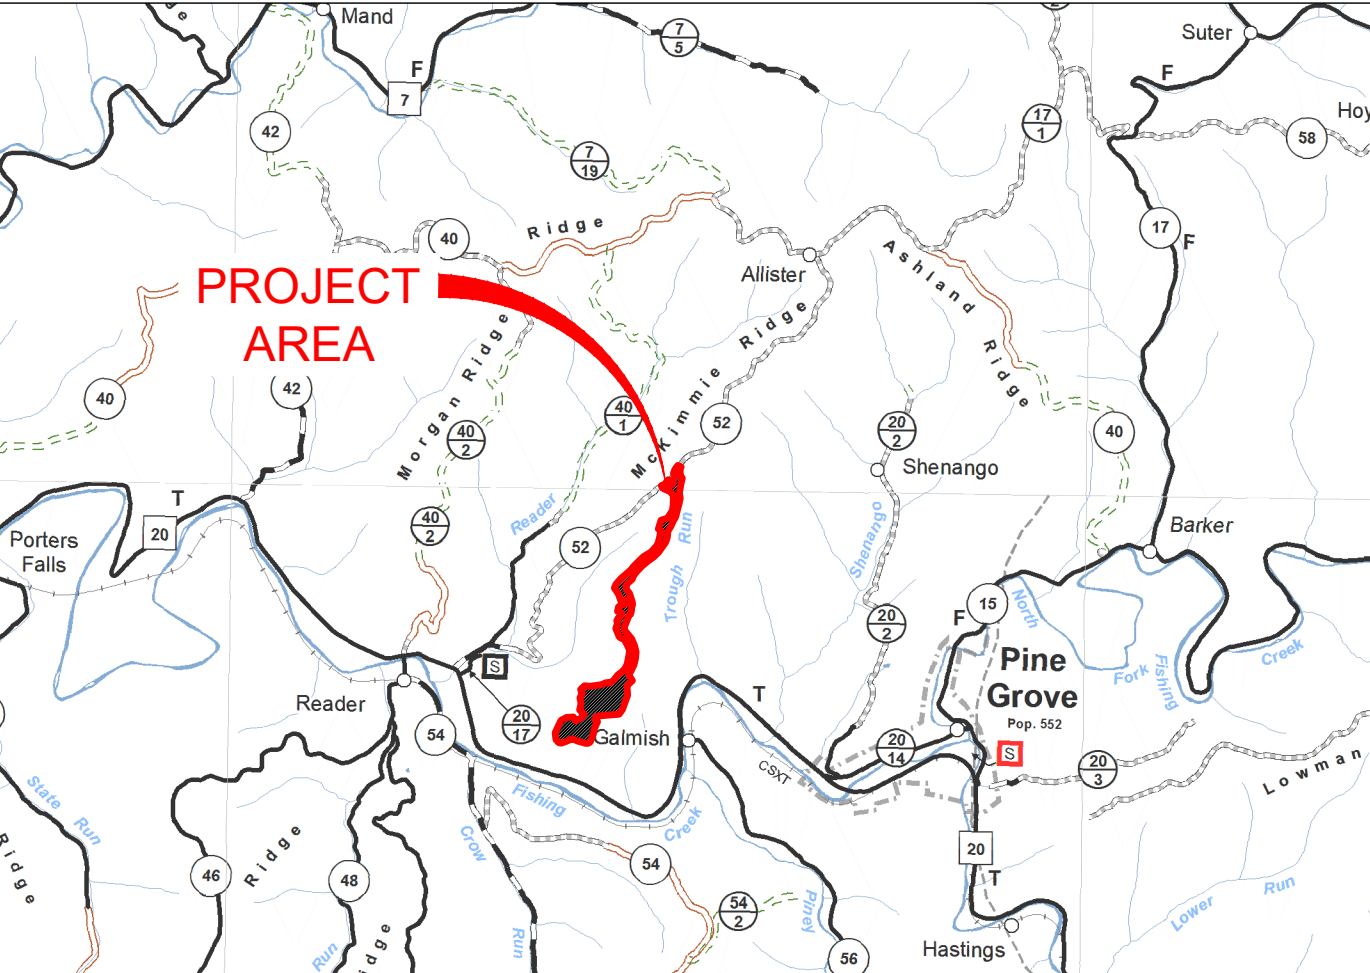 Mand
Suter
F
F
7
5
7
Hoy
42
17
1
58
7
19
17
F
40
Ridge
Allister
Ashland
Ridge
PROJECT
AREA
Morgan Ridge
McKimmie Ridge
42
40
40
1
52
20
2
40
40
2
Shenango
T
20
Porters
Falls
40
2
Reader
Run
52
Shenango
Barker
Trough
15
North
F
20
2
S
Pine
Grove
Pop. 552
Fork
Fishing
Creek
Reader
20
17
54
Galmish
T
20
14
S
CSXT
20
3
Lowman
State
Run
Fishing
Creek
Crow
Ridge
Ridge
46
48
54
20
T
54
2
Piney
Lower
Run
Run
Run
56
Hastings